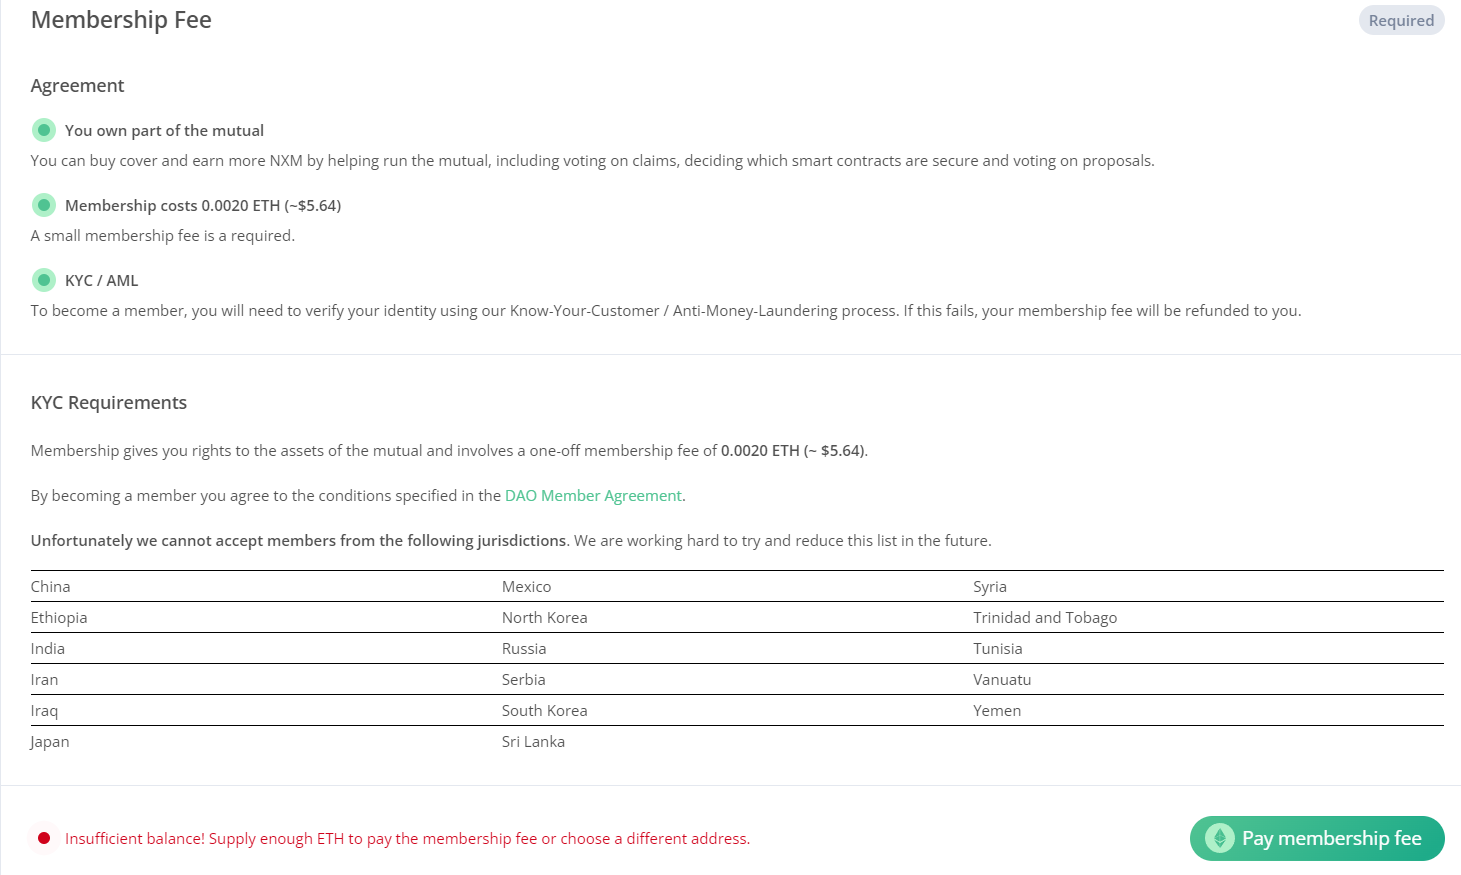 Membership Fee
Required
Agreement
You own part of the mutual
You can buy cover and earn more NXM by helping run the mutual, including voting on claims, deciding which smart contracts are secure and voting on proposals.
Membership costs 0.0020 ETH (~$5.64)
A small membership fee is a required.
KYC / AML
To become a member, you will need to verify your identity using our Know-Your-Customer / Anti-Money-Laundering process. If this fails, your membership fee will be refunded to you.
KYC Requirements
Membership gives you rights to the assets of the mutual and involves a one-off membership fee of 0.0020 ETH (~ $5.64).
By becoming a member you agree to the conditions specified in the DAO Member Agreement.
Unfortunately we cannot accept members from the following jurisdictions. We are working hard to try and reduce this list in the future.
China Mexico Syria
Ethiopia North Korea Trinidad and Tobago
India Russia Tunisia
Iran Serbia Vanuatu
Iraq South Korea Yemen
Japan Sri Lanka
Insufficient balance! Supply enough ETH to pay the membership fee or choose a different address.
Pay membership fee